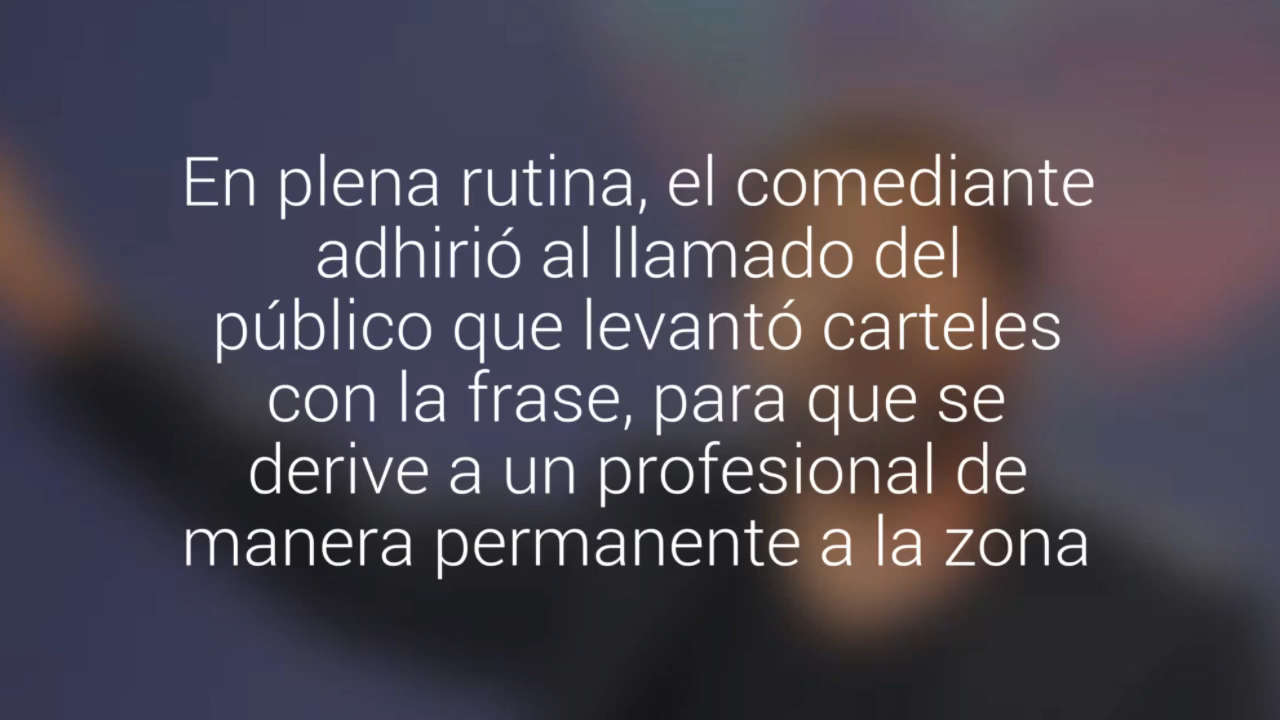 En plena rutina, el comediante
adhirió al llamado del
público que levantó carteles
con la frase, para que se
derive a un profesional de
manera permanente a la zona